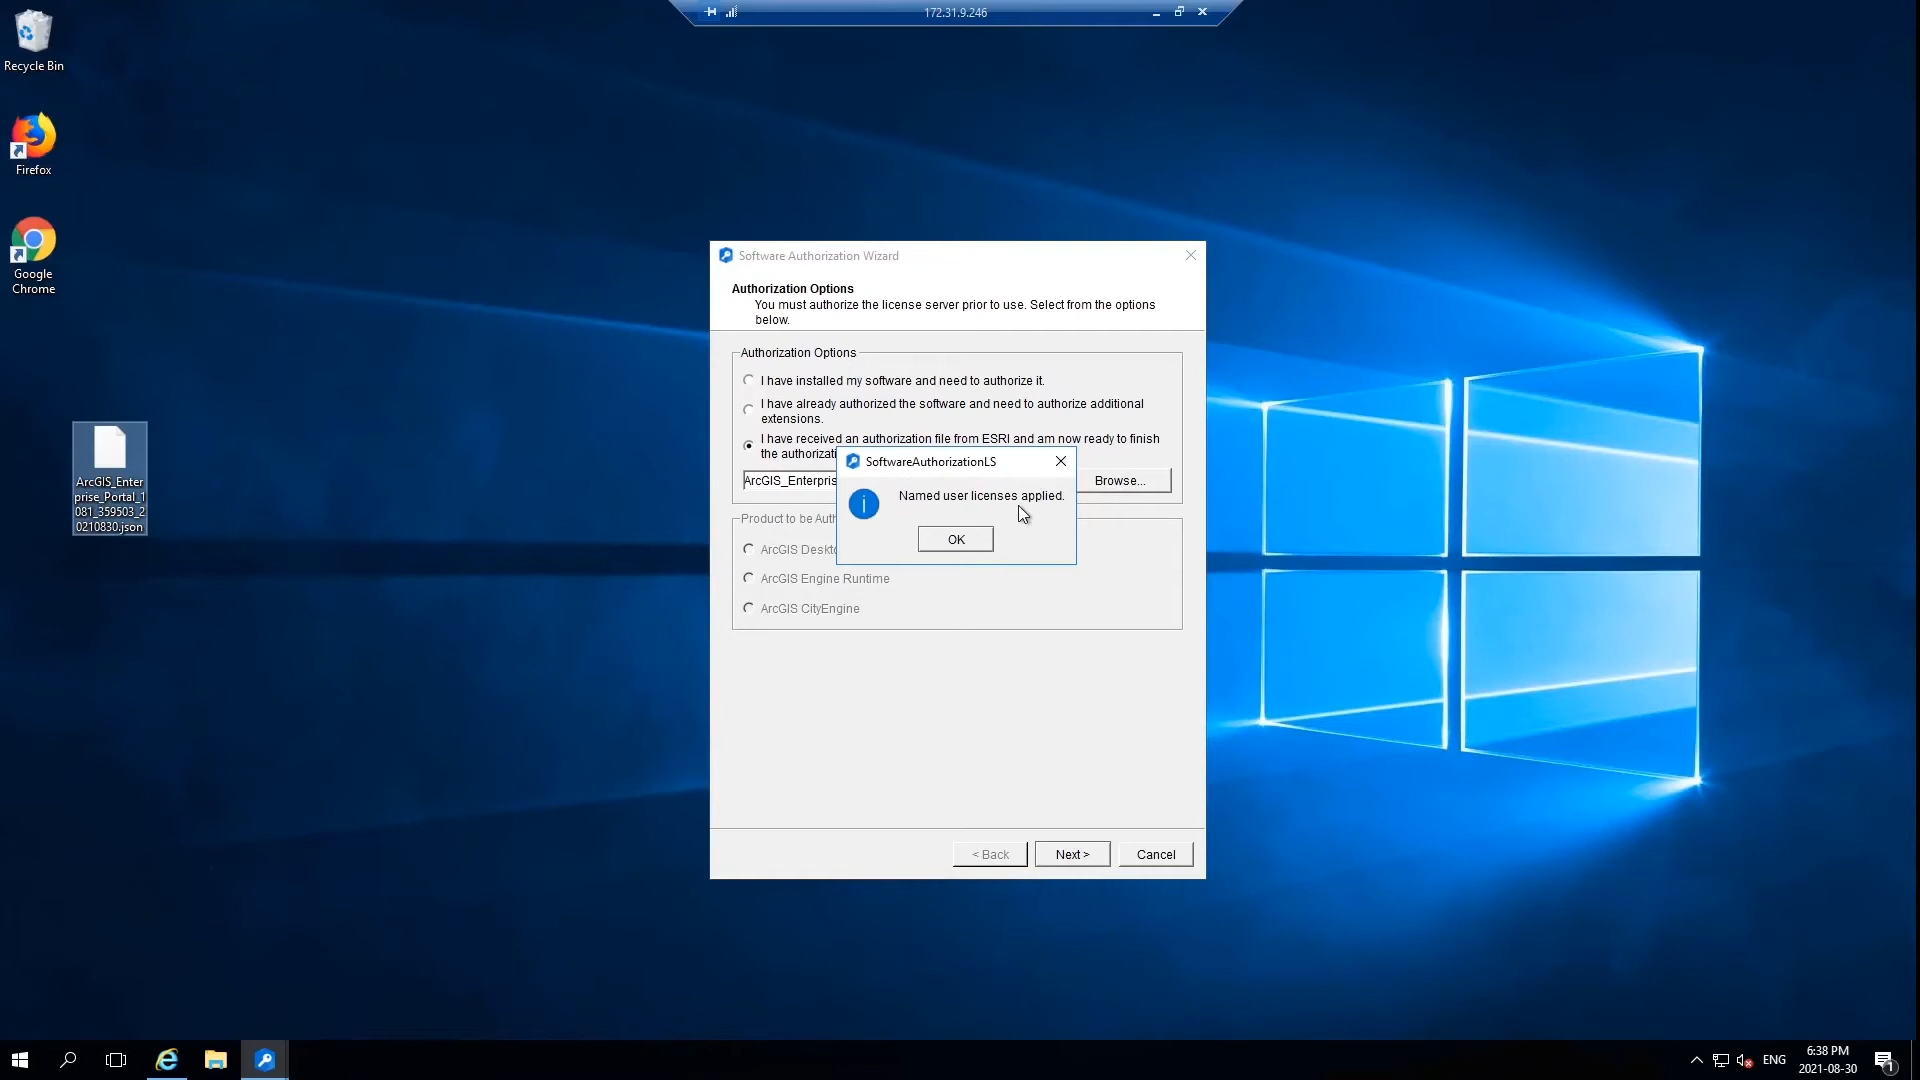 172.31.9.246
Recycle Bin
Firefox
Google
Chrome
ArcGIS_Enter
prise_Portal_1
081_359503_2
0210830.json
Software Authorization Wizard
Authorization Options
You must authorize the license server prior to use. Select from the options
below.
Authorization Options
I have installed my software and need to authorize it.
I have already authorized the software and need to authorize additional
extensions.
I have received an authorization file from ESRI and am now ready to finish
the authorizati
ArcGIS_Enterpris
Browse...
SoftwareAuthorizationLS
Named user licenses applied.
OK
Product to be Auth
ArcGIS Deskto
ArcGIS Engine Runtime
ArcGIS CityEngine
< Back
Next >
Cancel
ENG
6:38 PM
2021-08-30
1